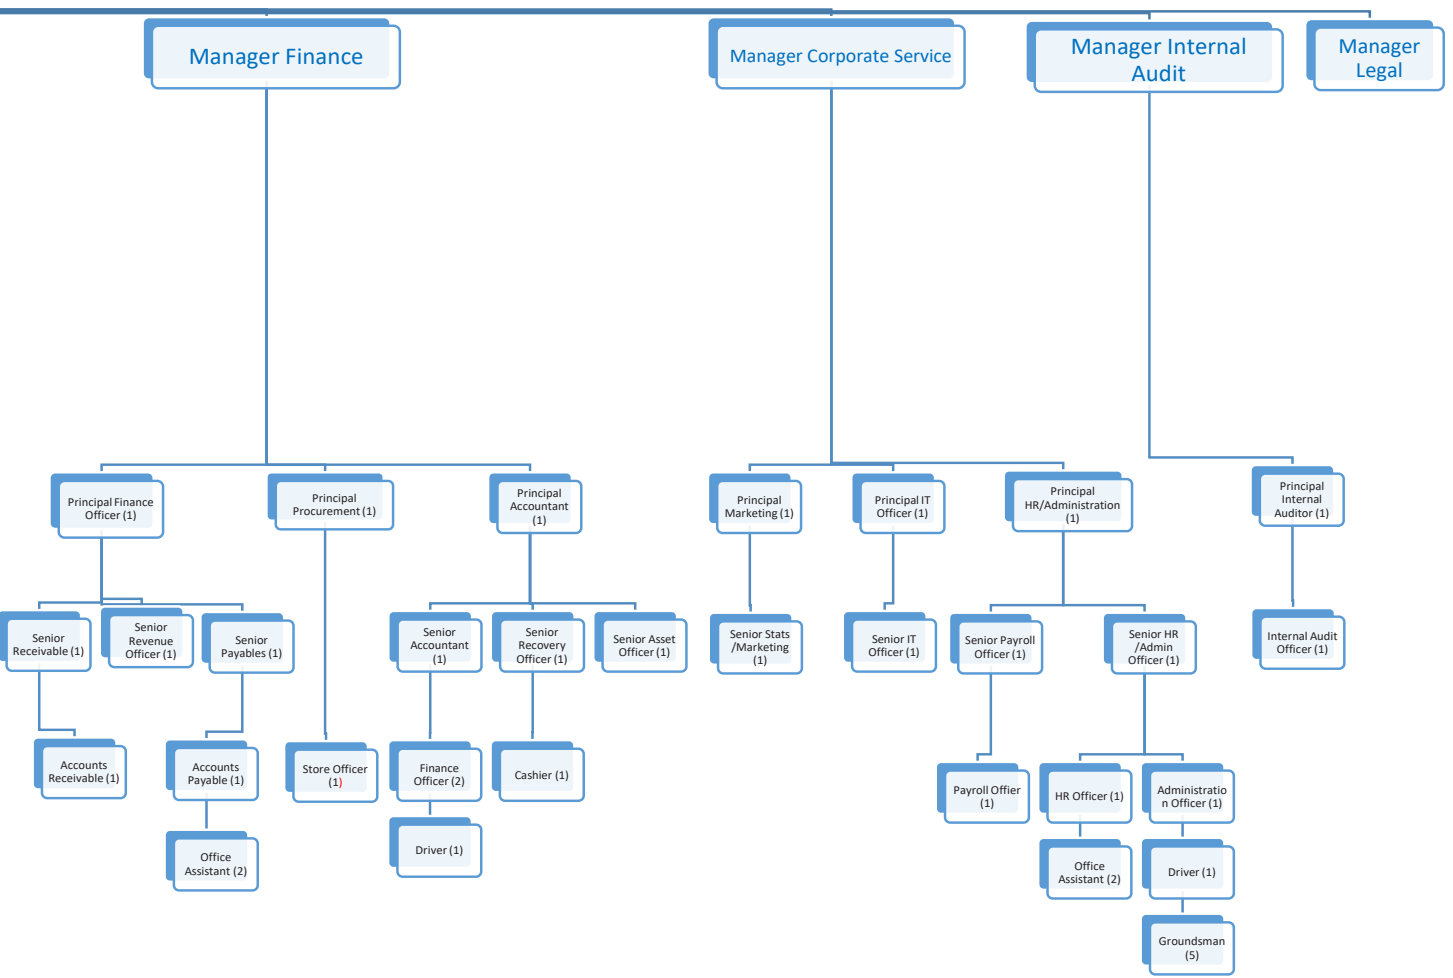 Manager Finance
Manager Corporate Service
Manager Internal
Audit
Manager
Legal
Principal Finance
Officer (1)
Principal
Procurement (1)
Principal
Accountant
(1)
Principal
Marketing (1)
Principal IT
Officer (1)
Principal
HR/Administration
(1)
Principal
Internal
Auditor (1)
Senior
Receivable (1)
Senior
Revenue
Officer (1)
Senior
Payables (1)
Senior
Accountant
(1)
Senior
Recovery
Officer (1)
Senior Asset
Officer (1)
Senior Stats
/Marketing
(1)
Senior IT
Officer (1)
Senior Payroll
Officer (1)
Senior HR
/Admin
Officer (1)
Internal Audit
Officer (1)
Accounts
Receivable (1)
Accounts
Payable (1)
Store Officer
(1)
Finance
Officer (2)
Cashier (1)
Payroll Offier
(1)
HR Officer (1)
Administratio
n Officer (1)
Office
Assistant (2)
Driver (1)
Office
Assistant (2)
Driver (1)
Groundsman
(5)